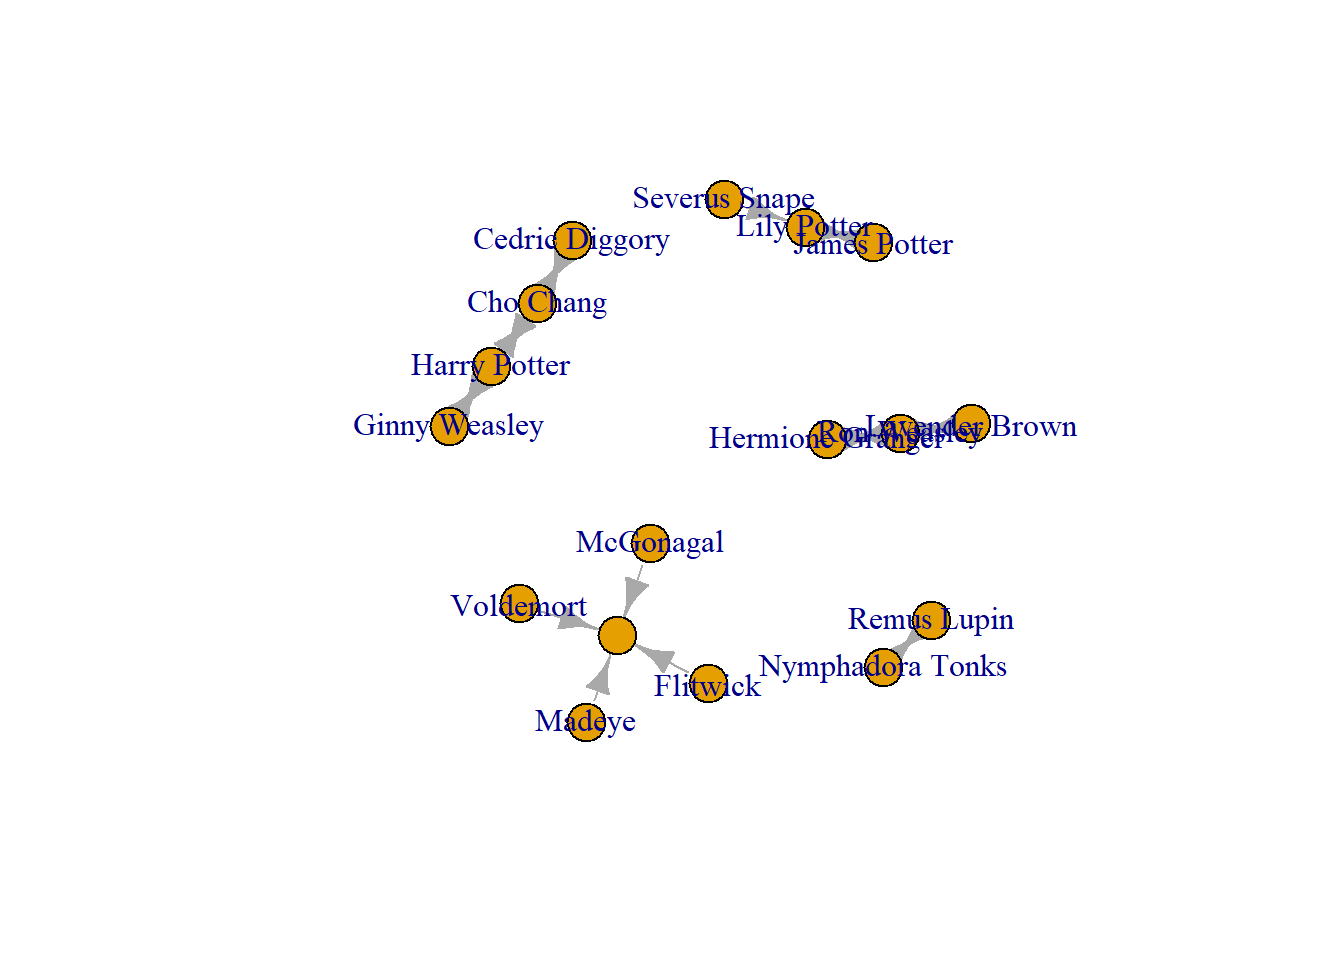 Severus Snape
Lily Potter
James Potter
Cedric Diggory
Cho Chang
Harry Potter
Ginny Weasley
Hermione Granger
Ron Weasley
Lavender Brown
McGonagal
Voldemort
Flitwick
Madeye
Remus Lupin
Nymphadora Tonks